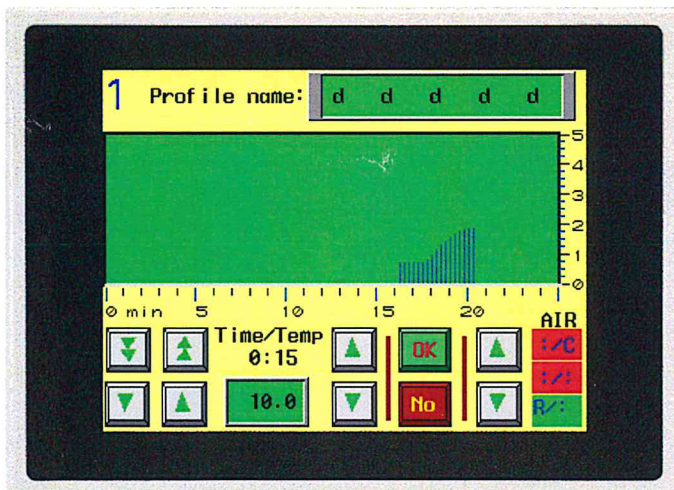 1 Profile name: d d d d d
5
4
3
2
1
0
0 min 5 10 15 20
AIR
Time/Temp
0:15
OK
:/C
10.0
No
:/:
R/: